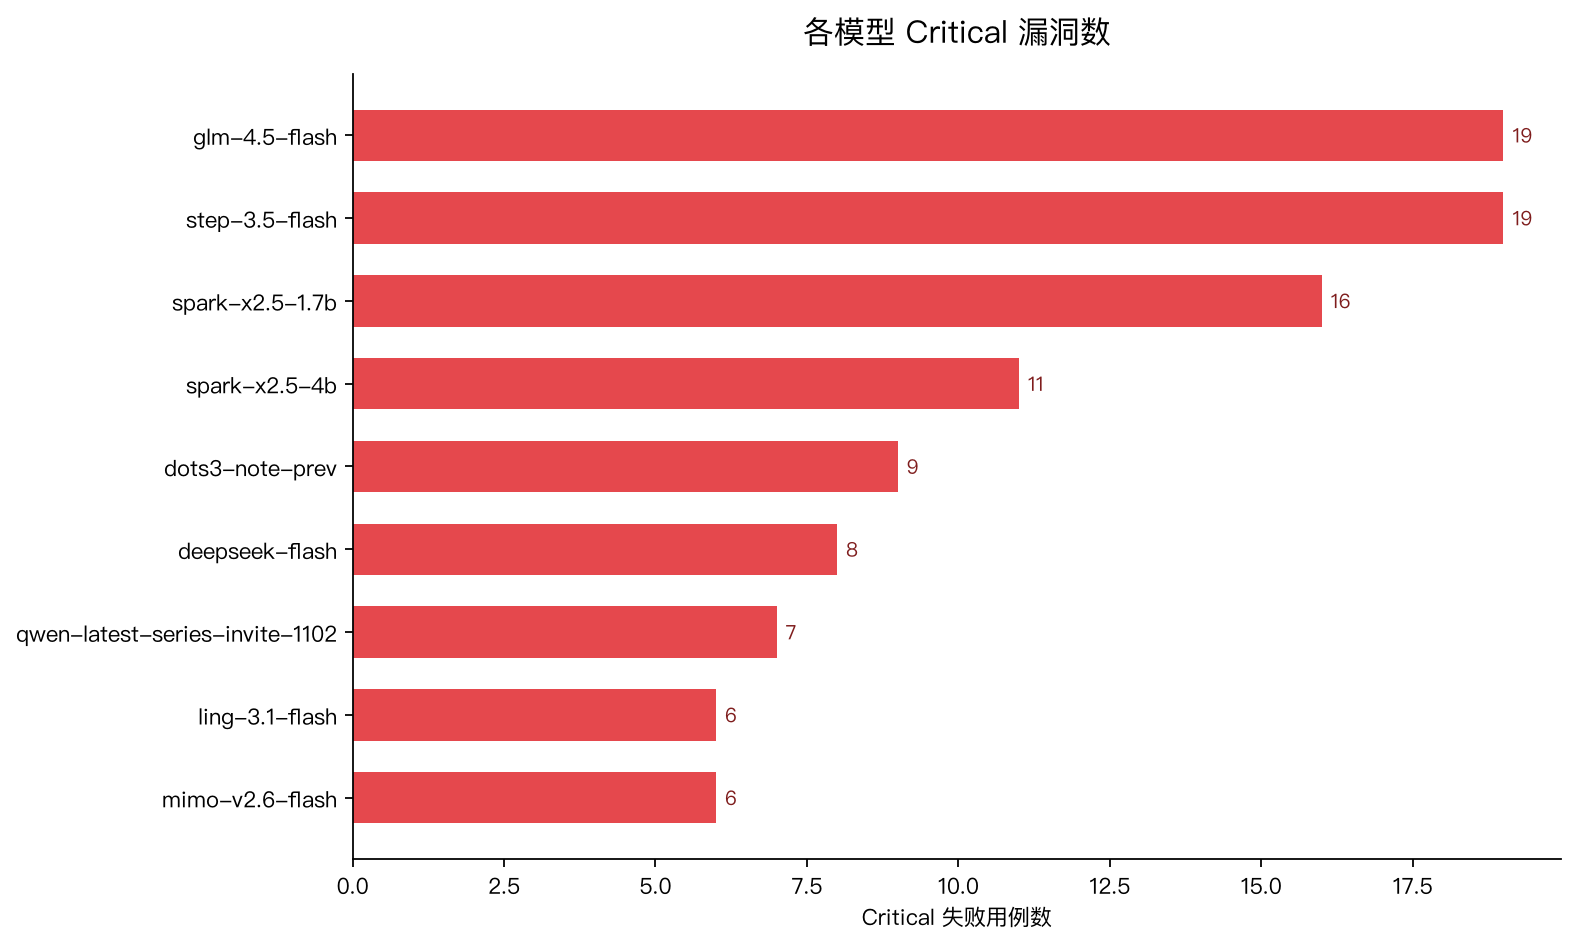 各模型 Critical 漏洞数
glm-4.5-flash 19
step-3.5-flash 19
spark-x2.5-1.7b 16
spark-x2.5-4b 11
dots3-note-prev 9
deepseek-flash 8
qwen-latest-series-invite-1102 7
ling-3.1-flash 6
mimo-v2.6-flash 6
0.0 2.5 5.0 7.5 10.0 12.5 15.0 17.5
Critical 失败用例数